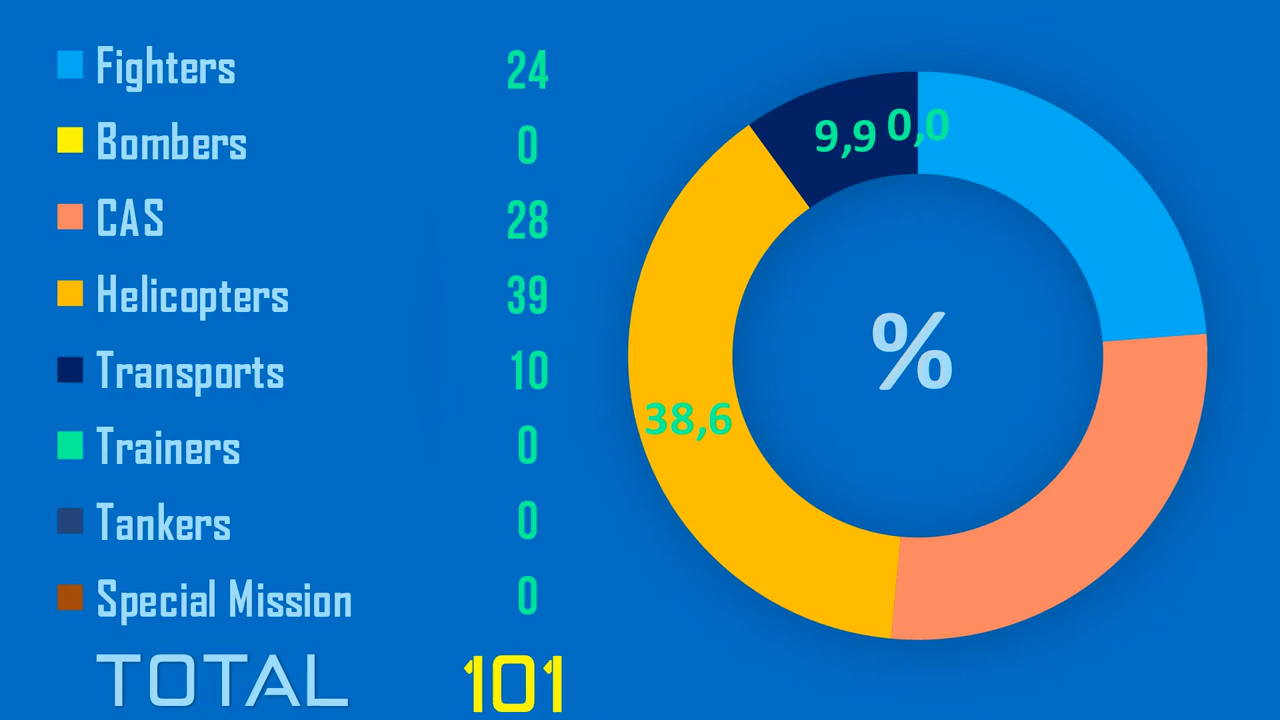 Fighters 24
Bombers 0
CAS 28
Helicopters 39
Transports 10
Trainers 0
Tankers 0
Special Mission 0
TOTAL 101
9,9 0,0
%
38,6